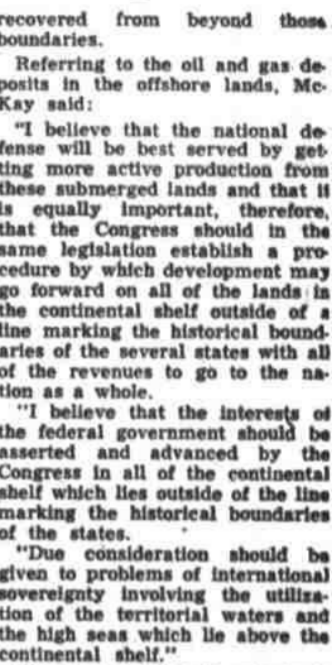 recovered from beyond those
boundaries.
Referring to the oil and gas de-
posits in the offshore lands, Mc-
Kay said:
"I believe that the national de-
fense will be best served by get-
ting more active production from
these submerged lands and that it
is equally important, therefore,
that the Congress should in the
same legislation establish a pro-
cedure by which development may
go forward on all of the lands in
the continental shelf outside of a
line marking the historical bound-
aries of the several states with all
of the revenues to go to the na-
tion as a whole.
"I believe that the interests of
the federal government should be
asserted and advanced by the
Congress in all of the continental
shelf which lies outside of the line
marking the historical boundaries
of the states.
"Due consideration should be
given to problems of international
sovereignty involving the utiliza-
tion of the territorial waters and
the high seas which lie above the
continental shelf."